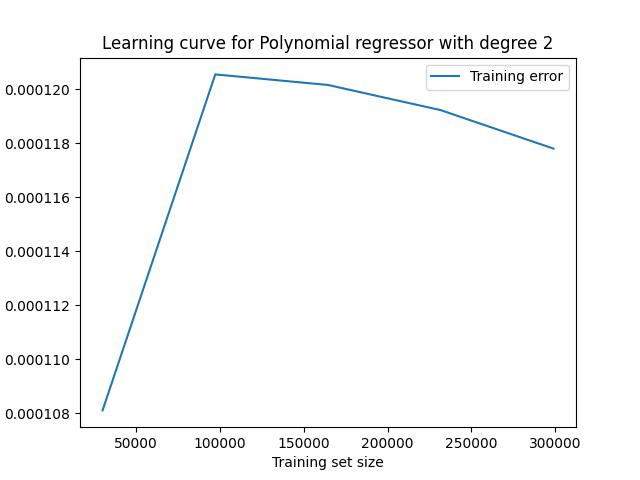 Learning curve for Polynomial regressor with degree 2
Training error
0.000120
0.000118
0.000116
0.000114
0.000112
0.000110
0.000108
50000 100000 150000 200000 250000 300000
Training set size